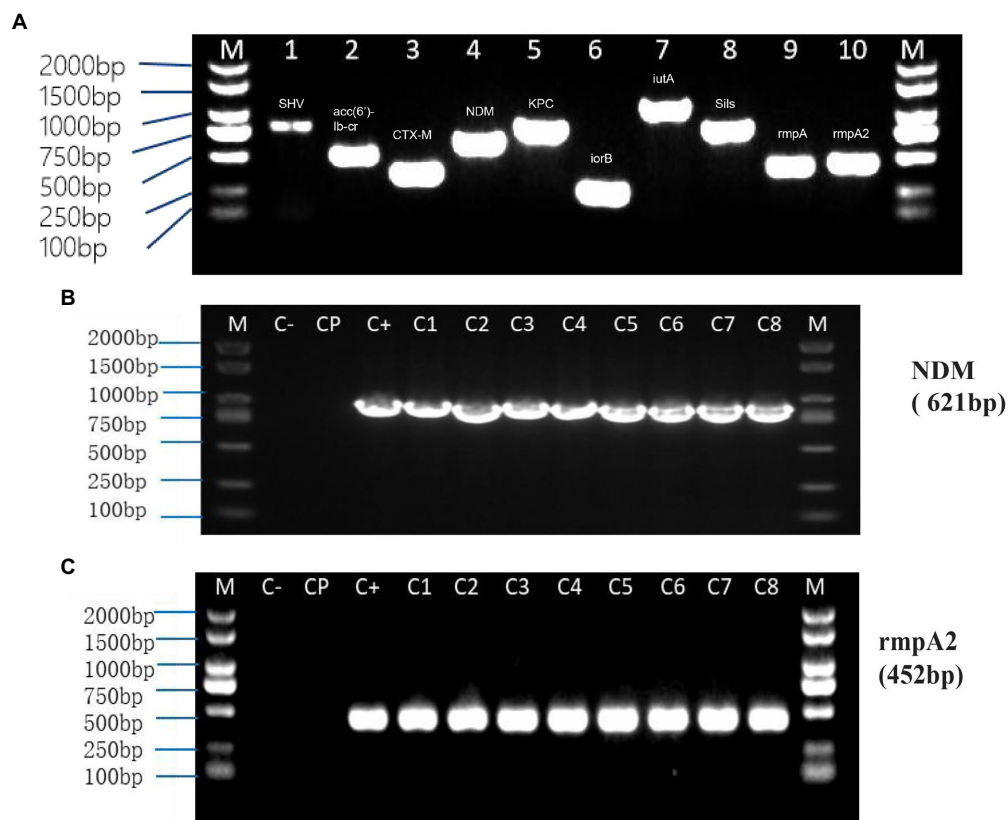 A
M 1 2 3 4 5 6 7 8 9 10 M
2000bp
1500bp
1000bp
750bp
500bp
250bp
100bp
SHV
acc(6')-
Ib-cr
CTX-M
NDM
KPC
iorB
iutA
Sils
rmpA
rmpA2
B
M C- CP C+ C1 C2 C3 C4 C5 C6 C7 C8 M
2000bp
1500bp
1000bp
750bp
500bp
250bp
100bp
NDM
( 621bp)
C
M C- CP C+ C1 C2 C3 C4 C5 C6 C7 C8 M
2000bp
1500bp
1000bp
750bp
500bp
250bp
100bp
rmpA2
(452bp)